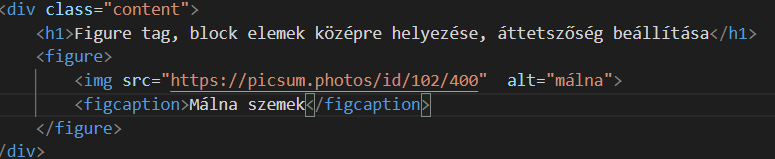 <div class="content">
<h1>Figure tag, block elemek középre helyezése, áttetszőség beállítása</h1>
<figure>
<img src="https://picsum.photos/id/102/400"  alt="málna">
<figcaption>Málna szemek</figcaption>
</figure>
</div>